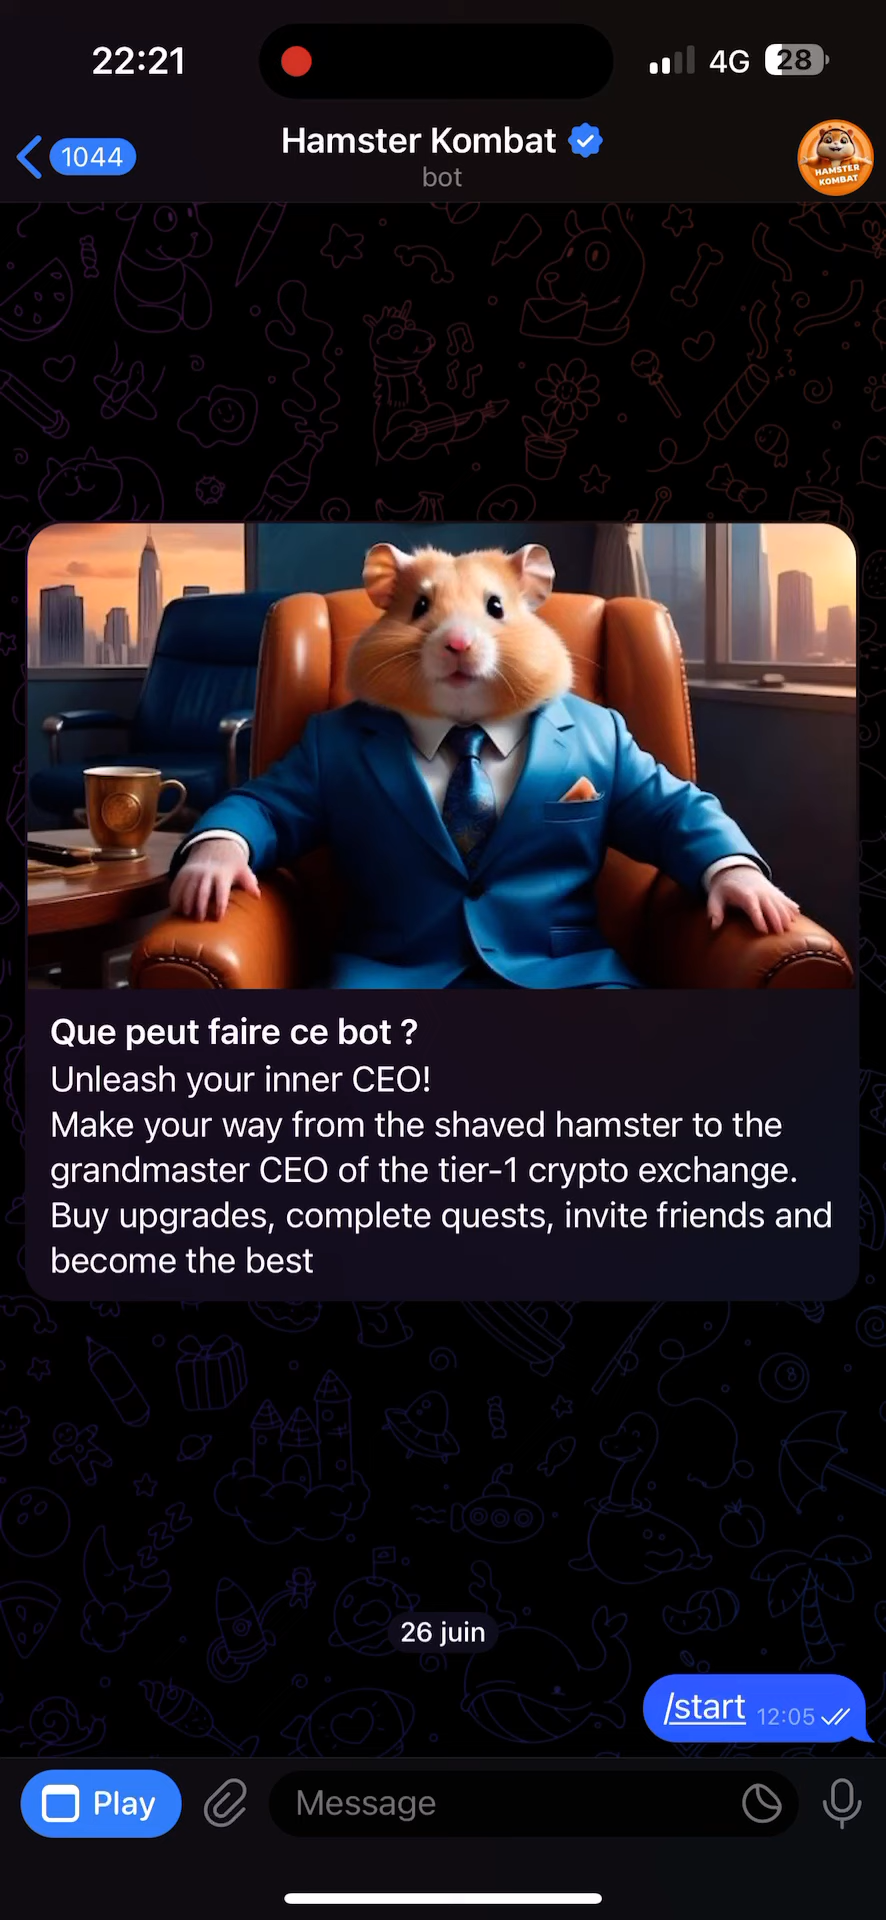 22:21
4G
28
1044
Hamster Kombat
bot
HAMSTER
KOMBAT
Que peut faire ce bot ?
Unleash your inner CEO!
Make your way from the shaved hamster to the
grandmaster CEO of the tier-1 crypto exchange.
Buy upgrades, complete quests, invite friends and
become the best
26 juin
/start 12:05
Play
Message